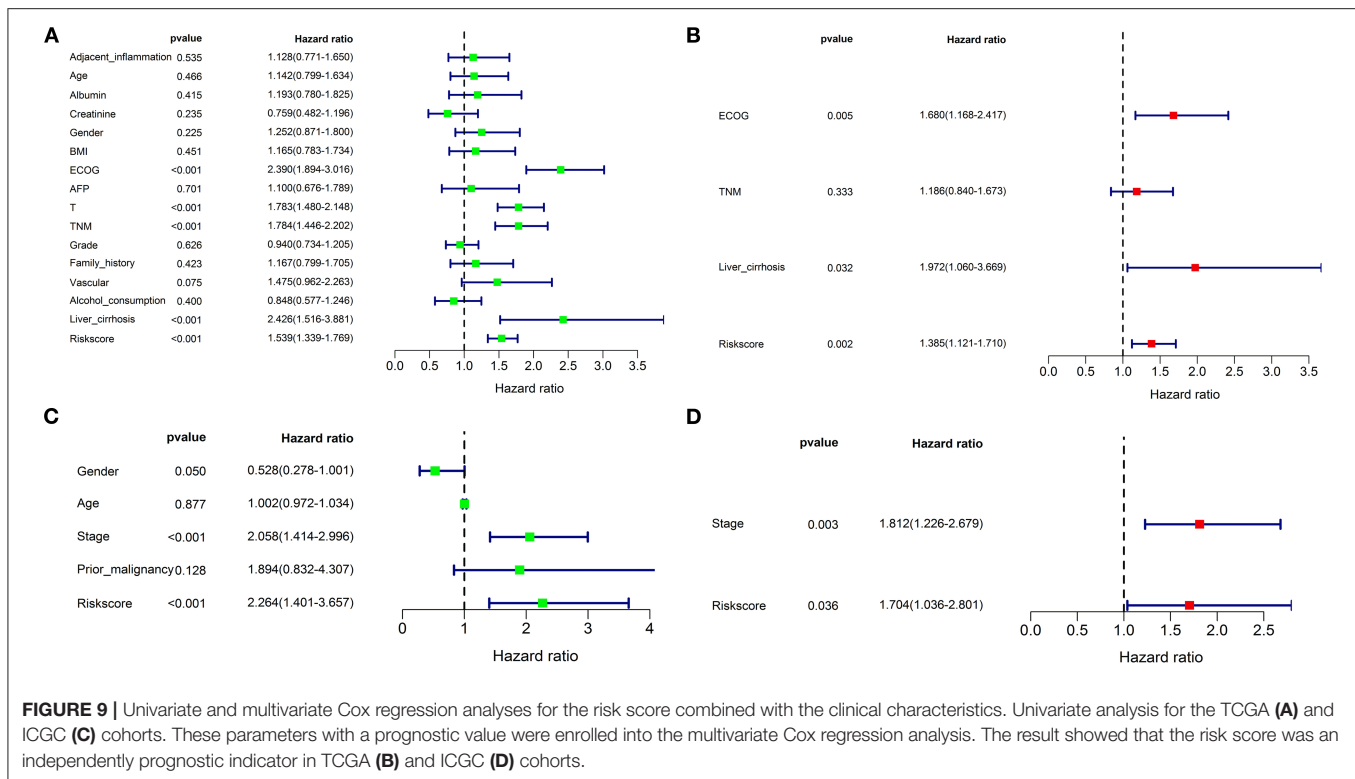 A
pvalue Hazard ratio
Adjacent_inflammation 0.535 1.128(0.771-1.650)
Age 0.466 1.142(0.799-1.634)
Albumin 0.415 1.193(0.780-1.825)
Creatinine 0.235 0.759(0.482-1.196)
Gender 0.225 1.252(0.871-1.800)
BMI 0.451 1.165(0.783-1.734)
ECOG <0.001 2.390(1.894-3.016)
AFP 0.701 1.100(0.676-1.789)
T <0.001 1.783(1.480-2.148)
TNM <0.001 1.784(1.446-2.202)
Grade 0.626 0.940(0.734-1.205)
Family_history 0.423 1.167(0.799-1.705)
Vascular 0.075 1.475(0.962-2.263)
Alcohol_consumption 0.400 0.848(0.577-1.246)
Liver_cirrhosis <0.001 2.426(1.516-3.881)
Riskscore <0.001 1.539(1.339-1.769)
0.0 0.5 1.0 1.5 2.0 2.5 3.0 3.5
Hazard ratio
B
pvalue Hazard ratio
ECOG 0.005 1.680(1.168-2.417)
TNM 0.333 1.186(0.840-1.673)
Liver_cirrhosis 0.032 1.972(1.060-3.669)
Riskscore 0.002 1.385(1.121-1.710)
0.0 0.5 1.0 1.5 2.0 2.5 3.0 3.5
Hazard ratio
C
pvalue Hazard ratio
Gender 0.050 0.528(0.278-1.001)
Age 0.877 1.002(0.972-1.034)
Stage <0.001 2.058(1.414-2.996)
Prior_malignancy 0.128 1.894(0.832-4.307)
Riskscore <0.001 2.264(1.401-3.657)
0 1 2 3 4
Hazard ratio
D
pvalue Hazard ratio
Stage 0.003 1.812(1.226-2.679)
Riskscore 0.036 1.704(1.036-2.801)
0.0 0.5 1.0 1.5 2.0 2.5
Hazard ratio
FIGURE 9 | Univariate and multivariate Cox regression analyses for the risk score combined with the clinical characteristics. Univariate analysis for the TCGA (A) and
ICGC (C) cohorts. These parameters with a prognostic value were enrolled into the multivariate Cox regression analysis. The result showed that the risk score was an
independently prognostic indicator in TCGA (B) and ICGC (D) cohorts.